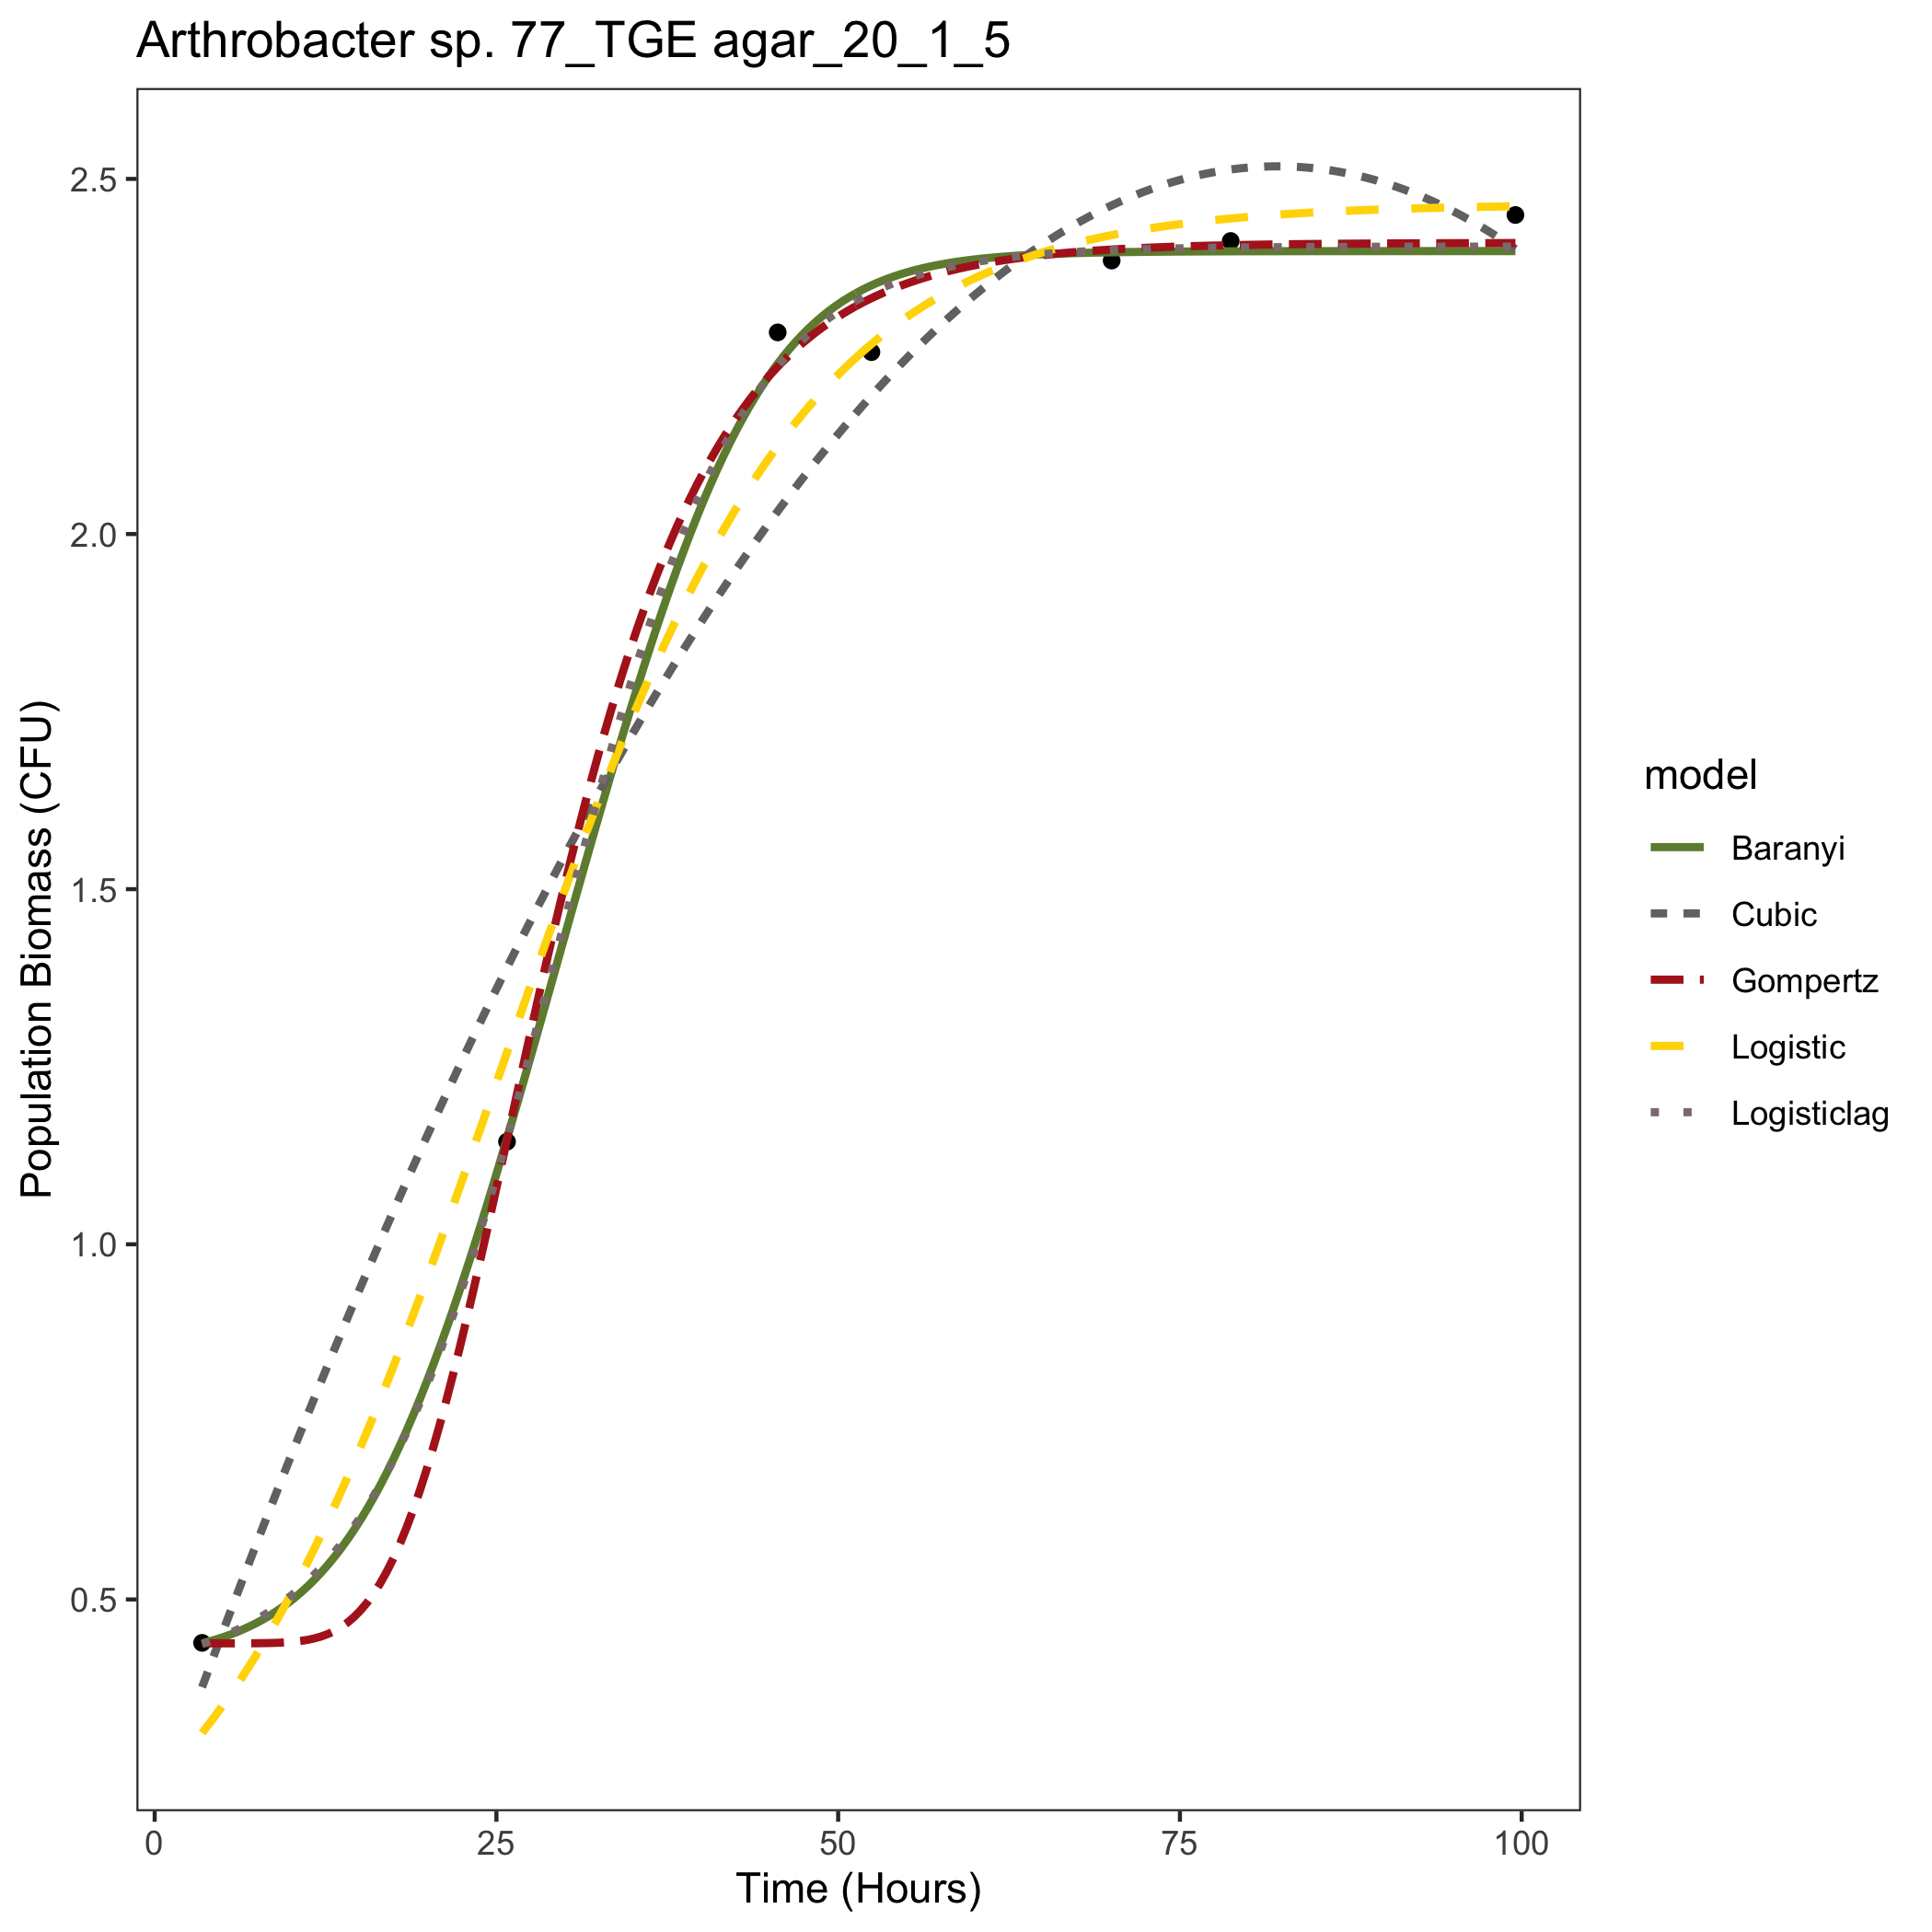 Arthrobacter sp. 77_TGE agar_20_1_5
Population Biomass (CFU)
2.5
2.0
1.5
1.0
0.5
0
25
50
75
100
Time (Hours)
model
Baranyi
Cubic
Gompertz
Logistic
Logisticlag